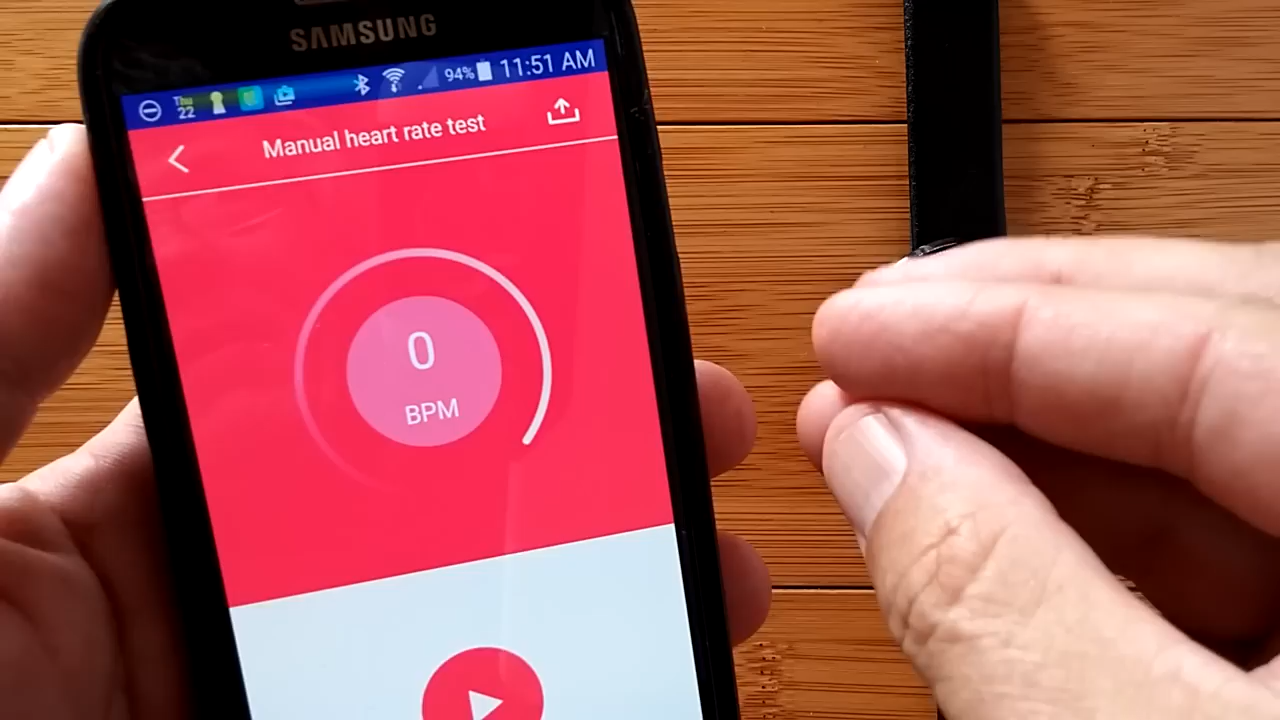 SAMSUNG
Thu
22
94%
11:51 AM
Manual heart rate test
0
BPM